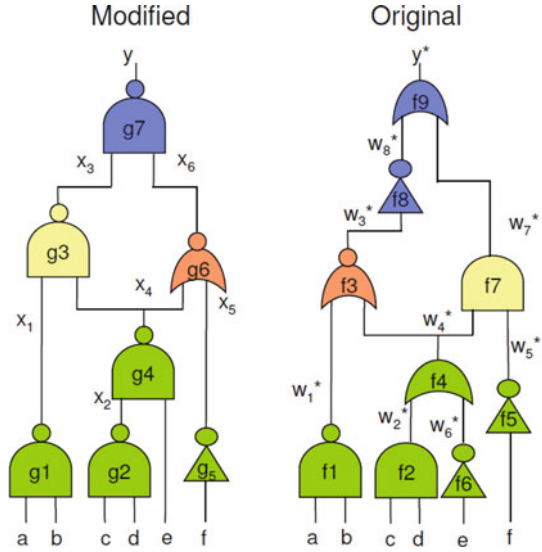 Modified Original
y y*
g7 f9
x3 x6 w8*
f8
w3* w7*
g3 g6 f3 f7
x4 x5 w4*
x1 w5*
g4 f4 f5
x2 w1* w2* w6*
g1 g2 g5 f1 f2 f6
a b c d e f a b c d e f